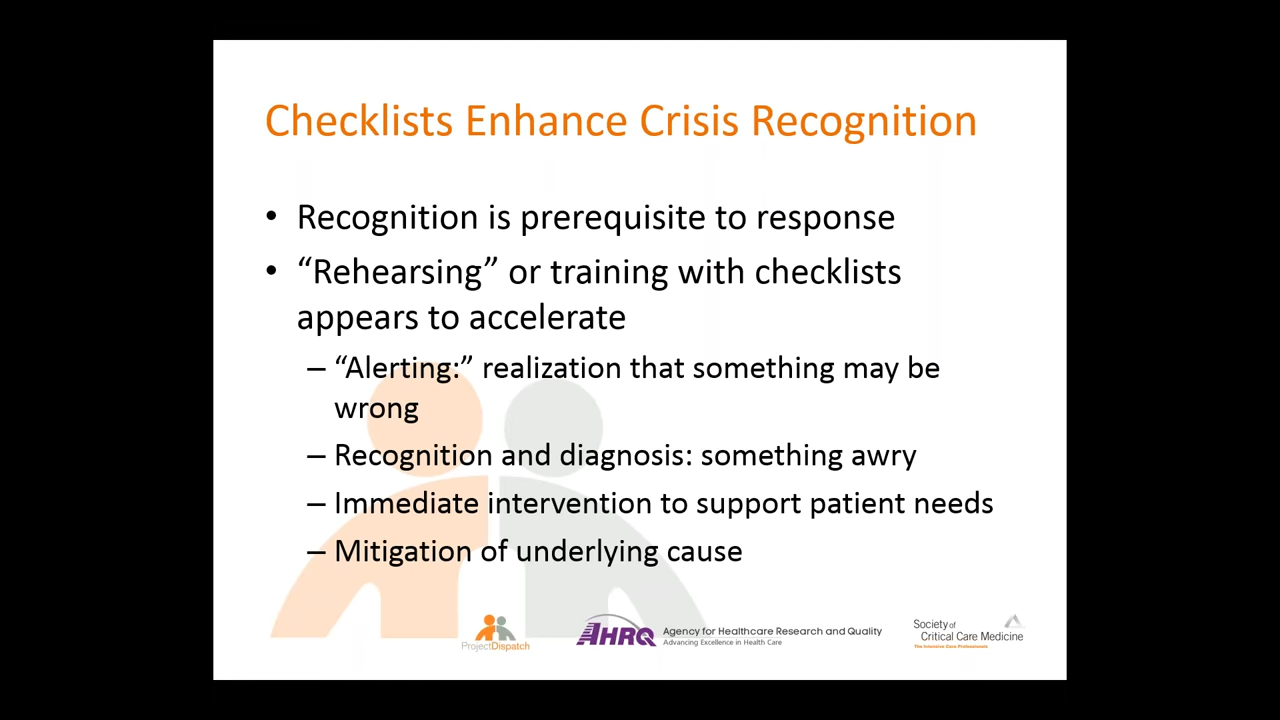 Checklists Enhance Crisis Recognition
• Recognition is prerequisite to response
• “Rehearsing” or training with checklists
appears to accelerate
– “Alerting:” realization that something may be
wrong
– Recognition and diagnosis: something awry
– Immediate intervention to support patient needs
– Mitigation of underlying cause
ProjectDispatch
AHRQ
Agency for Healthcare Research and Quality
Advancing Excellence in Health Care
Society of
Critical Care Medicine
The Intensive Care Professionals